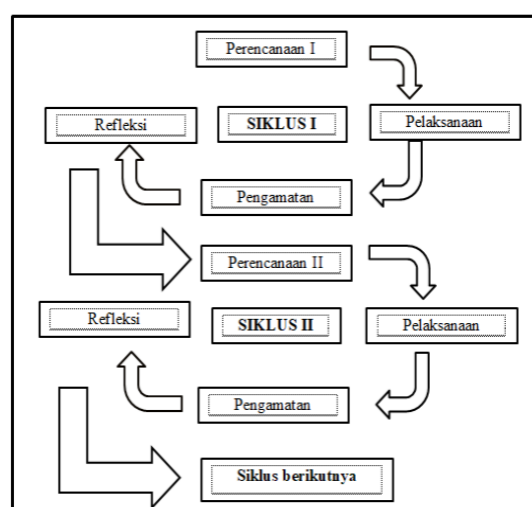 Perencanaan I
Refleksi
SIKLUS I
Pelaksanaan
Pengamatan
Perencanaan II
Refleksi
SIKLUS II
Pelaksanaan
Pengamatan
Siklus berikutnya